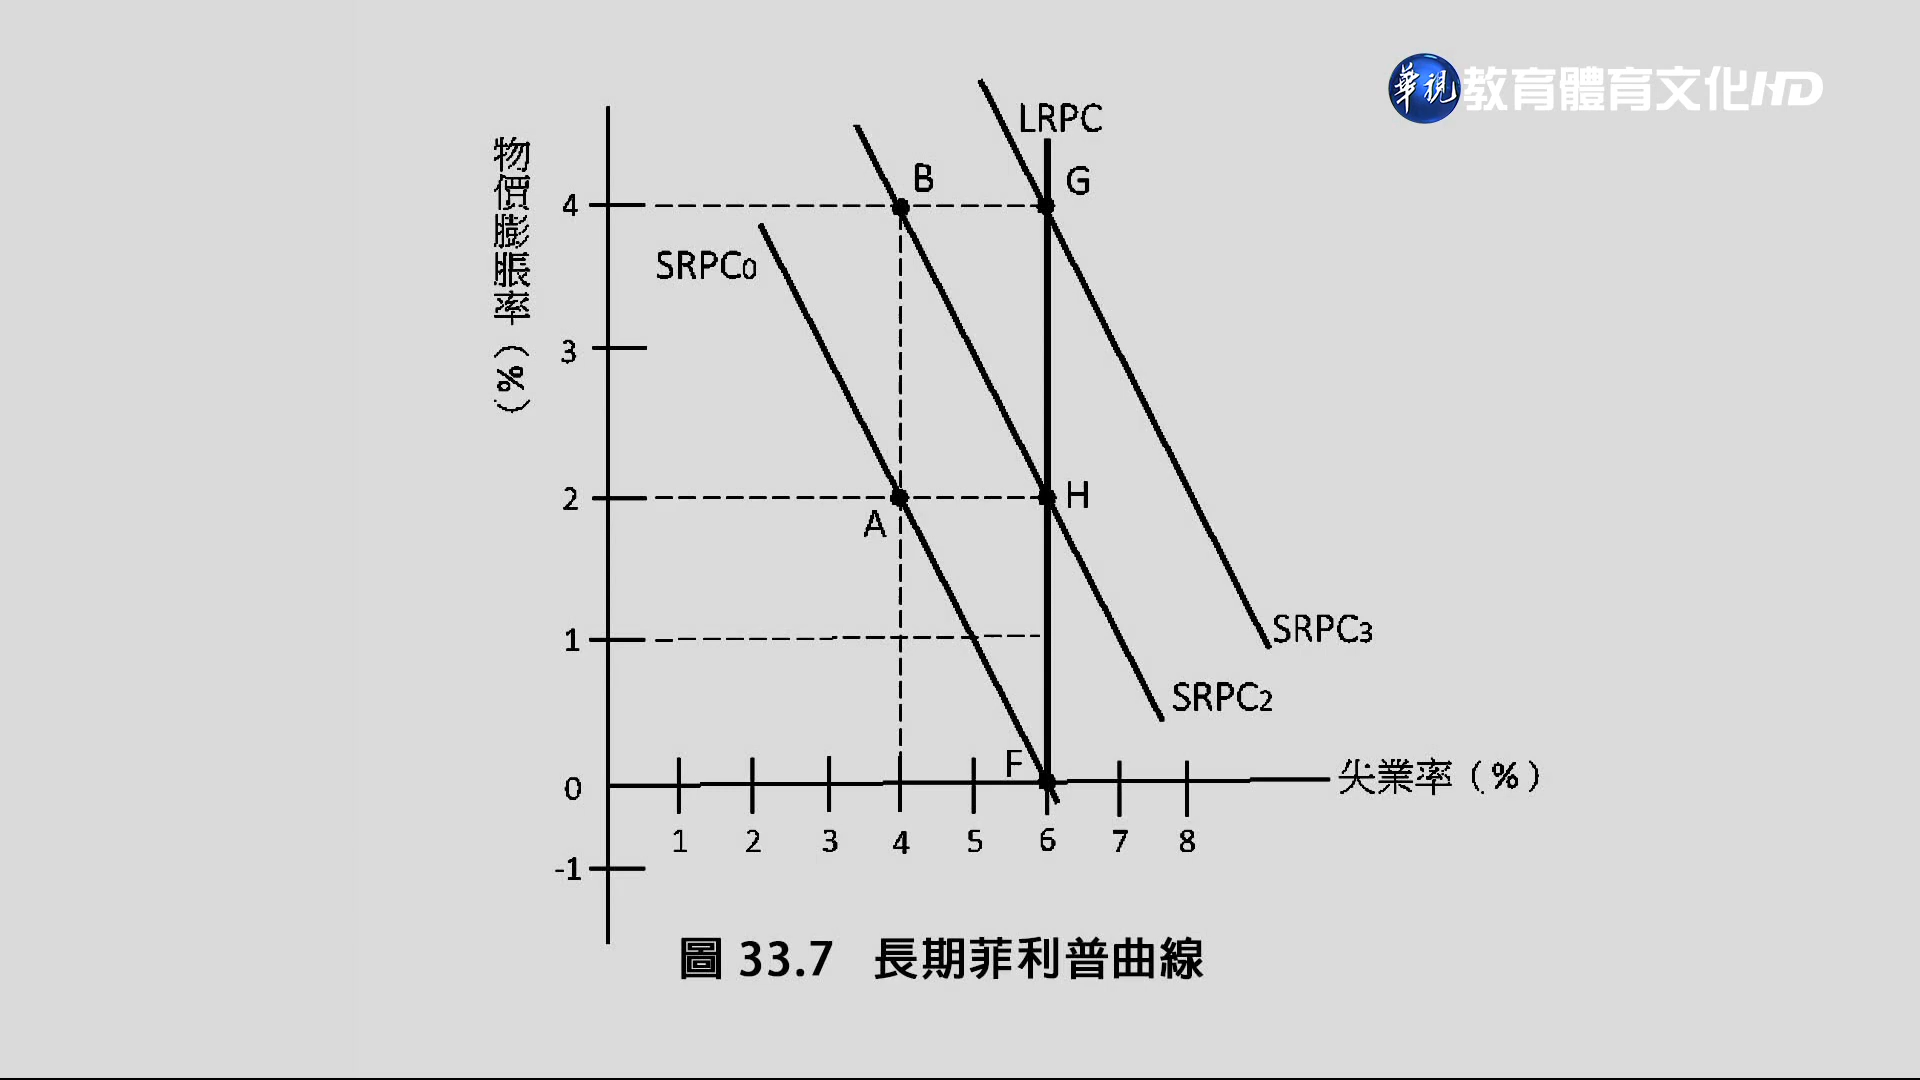 華視 教育體育文化HD
物價膨脹率(%)
LRPC
B
G
4
SRPC0
3
2
H
A
1
SRPC3
SRPC2
F
0
失業率(%)
1 2 3 4 5 6 7 8
-1
圖 33.7 長期菲利普曲線